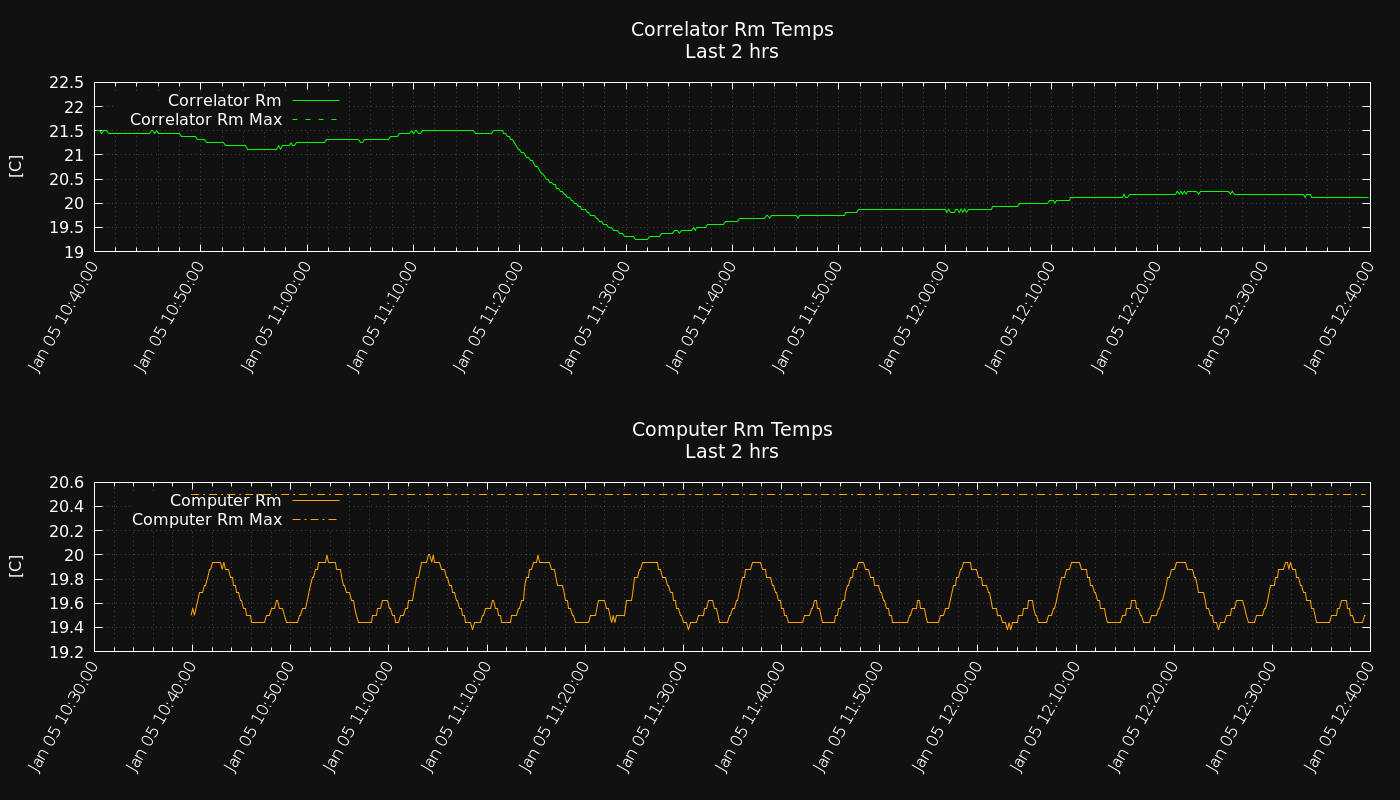 Correlator Rm Temps
Last 2 hrs
22.5
22
21.5
21
20.5
20
19.5
19
[C]
Correlator Rm
Correlator Rm Max
Jan 05 10:40:00
Jan 05 10:50:00
Jan 05 11:00:00
Jan 05 11:10:00
Jan 05 11:20:00
Jan 05 11:30:00
Jan 05 11:40:00
Jan 05 11:50:00
Jan 05 12:00:00
Jan 05 12:10:00
Jan 05 12:20:00
Jan 05 12:30:00
Jan 05 12:40:00
Computer Rm Temps
Last 2 hrs
20.6
20.4
20.2
20
19.8
19.6
19.4
19.2
[C]
Computer Rm
Computer Rm Max
Jan 05 10:30:00
Jan 05 10:40:00
Jan 05 10:50:00
Jan 05 11:00:00
Jan 05 11:10:00
Jan 05 11:20:00
Jan 05 11:30:00
Jan 05 11:40:00
Jan 05 11:50:00
Jan 05 12:00:00
Jan 05 12:10:00
Jan 05 12:20:00
Jan 05 12:30:00
Jan 05 12:40:00